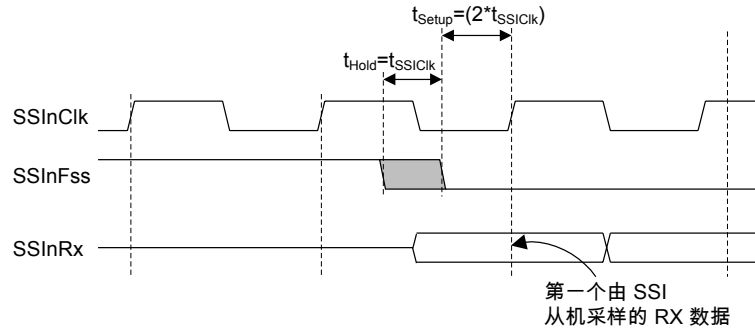 tSetup=(2*tSSIClk)
tHold=tSSIClk
SSInClk
SSInFss
SSInRx
第一个由 SSI
从机采样的 RX 数据